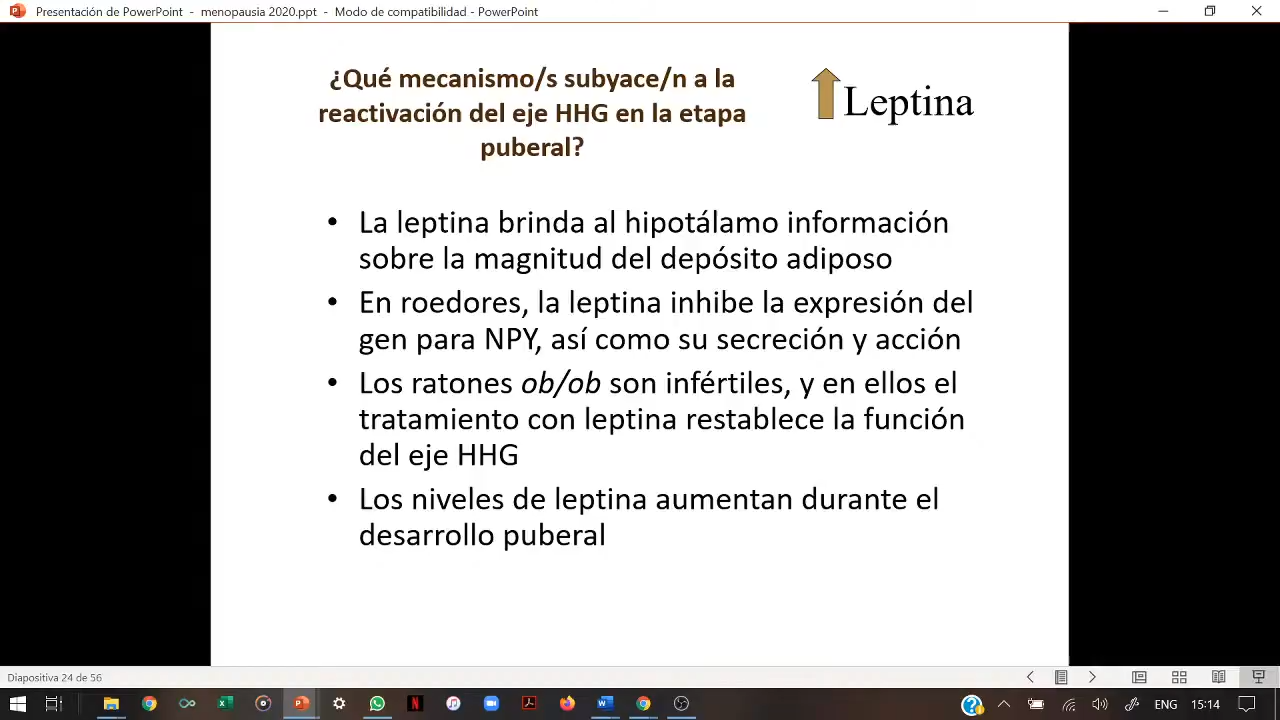 Presentación de PowerPoint - menopausia 2020.ppt - Modo de compatibilidad - PowerPoint
¿Qué mecanismo/s subyace/n a la
reactivación del eje HHG en la etapa
puberal?
Leptina
• La leptina brinda al hipotálamo información
sobre la magnitud del depósito adiposo
• En roedores, la leptina inhibe la expresión del
gen para NPY, así como su secreción y acción
• Los ratones ob/ob son infértiles, y en ellos el
tratamiento con leptina restablece la función
del eje HHG
• Los niveles de leptina aumentan durante el
desarrollo puberal
Diapositiva 24 de 56
ENG 15:14